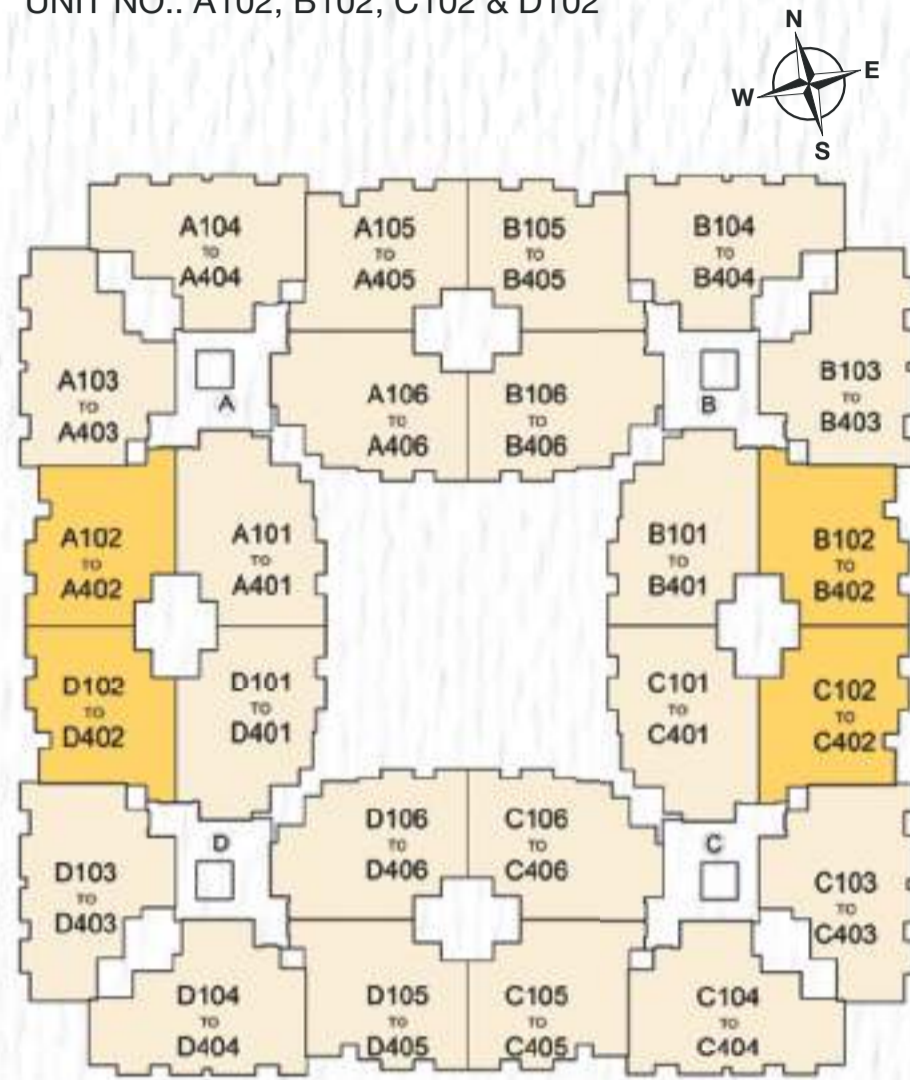 UNIT NO.: A102, B102, C102 & D102
N
W E
S
A104
TO
A404
A105
TO
A405
B105
TO
B405
B104
TO
B404
A103
TO
A403
A
A106
TO
A406
B106
TO
B406
B
B103
TO
B403
A102
TO
A402
A101
TO
A401
B101
TO
B401
B102
TO
B402
D102
TO
D402
D101
TO
D401
C101
TO
C401
C102
TO
C402
D103
TO
D403
D
D106
TO
D406
C106
TO
C406
C
C103
TO
C403
D104
TO
D404
D105
TO
D405
C105
TO
C405
C104
TO
C404